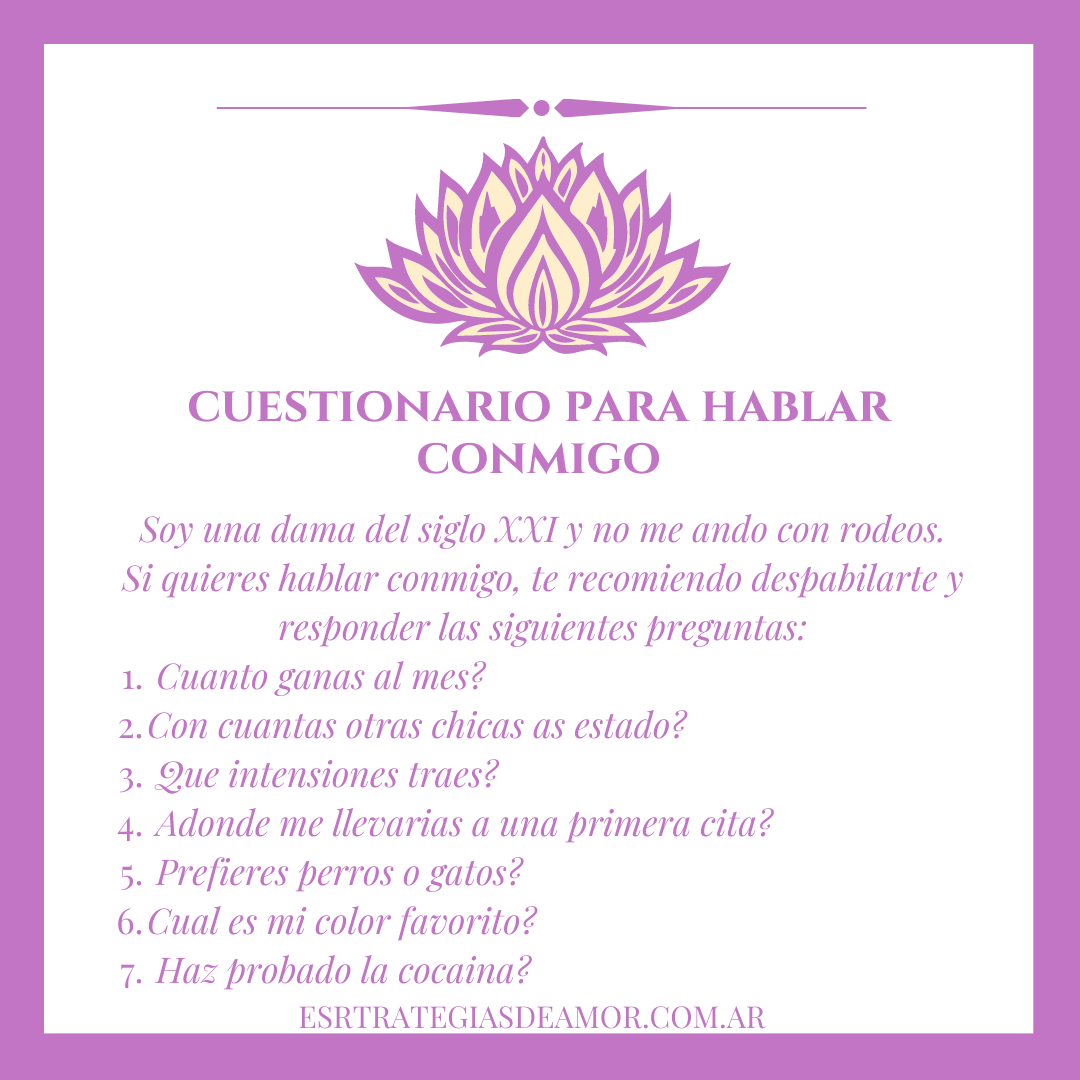 CUESTIONARIO PARA HABLAR
CONMIGO
Soy una dama del siglo XXI y no me ando con rodeos.
Si quieres hablar conmigo, te recomiendo despabilarte y
responder las siguientes preguntas:
1. Cuanto ganas al mes?
2. Con cuantas otras chicas as estado?
3. Que intensiones traes?
4. Adonde me llevarias a una primera cita?
5. Prefieres perros o gatos?
6. Cual es mi color favorito?
7. Haz probado la cocaina?
ESRTRATEGIASDEAMOR.COM.AR